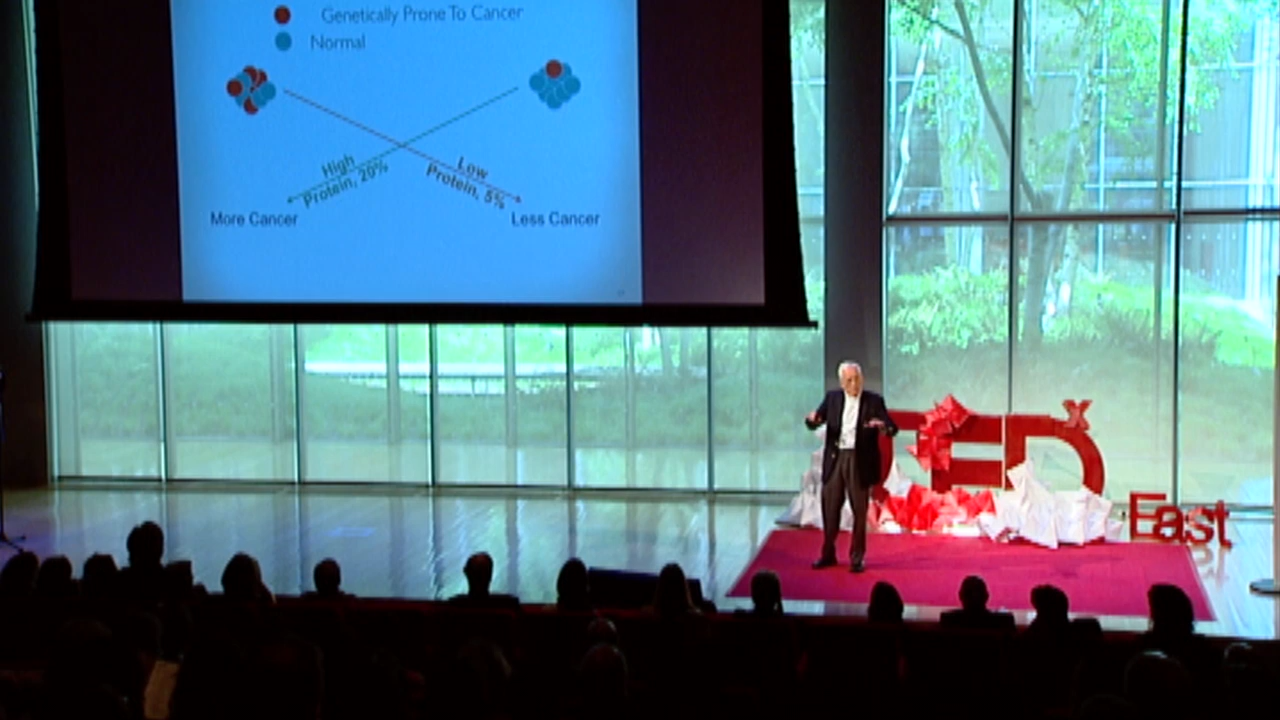 Genetically Prone To Cancer
Normal
High
Protein, 20%
Low
Protein, 5%
More Cancer
Less Cancer
TEDx
East